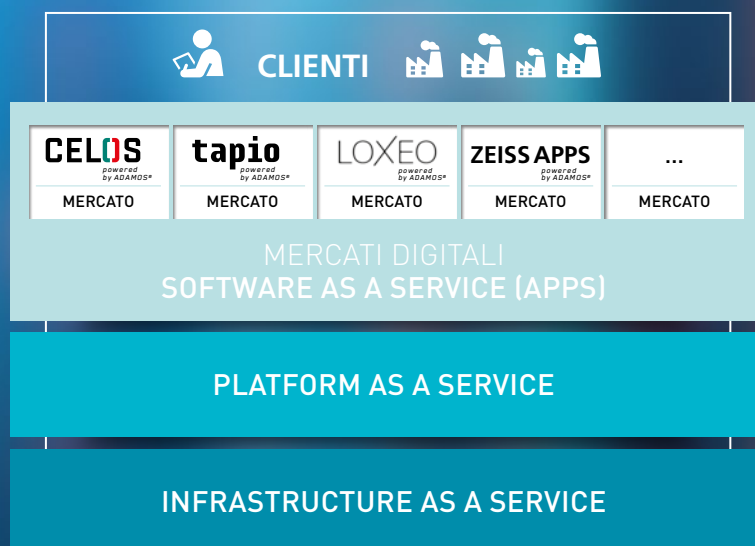 CLIENTI
CELOS
powered
by ADAMOS®
MERCATO
tapio
powered
by ADAMOS®
MERCATO
LOXEO
powered
by ADAMOS®
MERCATO
ZEISS APPS
powered
by ADAMOS®
MERCATO
...
MERCATO
MERCATI DIGITALI
SOFTWARE AS A SERVICE (APPS)
PLATFORM AS A SERVICE
INFRASTRUCTURE AS A SERVICE